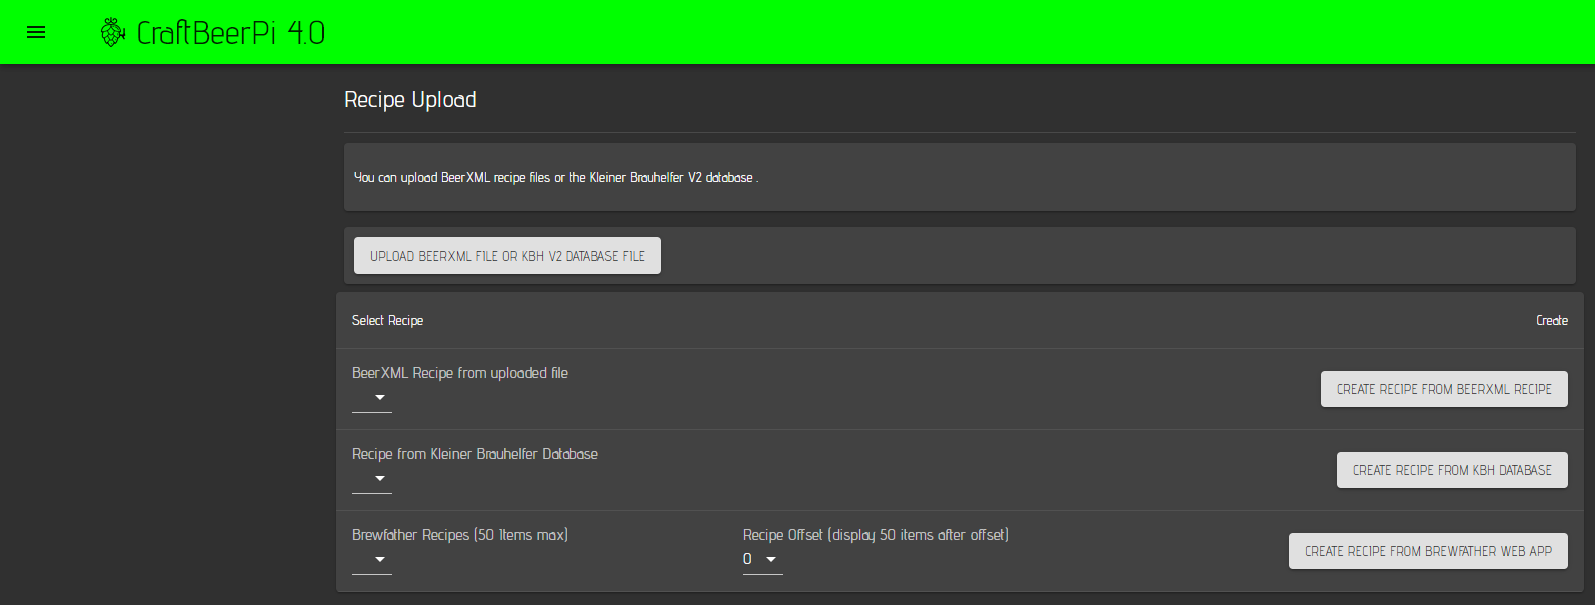 CraftBeerPi 4.0
Recipe Upload
You can upload BeerXML recipe files or the Kleiner Brauhelfer V2 database .
UPLOAD BEERXML FILE OR KBH V2 DATABASE FILE
Select Recipe Create
BeerXML Recipe from uploaded file
CREATE RECIPE FROM BEERXML RECIPE
Recipe from Kleiner Brauhelfer Database
CREATE RECIPE FROM KBH DATABASE
Brewfather Recipes (50 Items max) Recipe Offset (display 50 items after offset)
0
CREATE RECIPE FROM BREWFATHER WEB APP